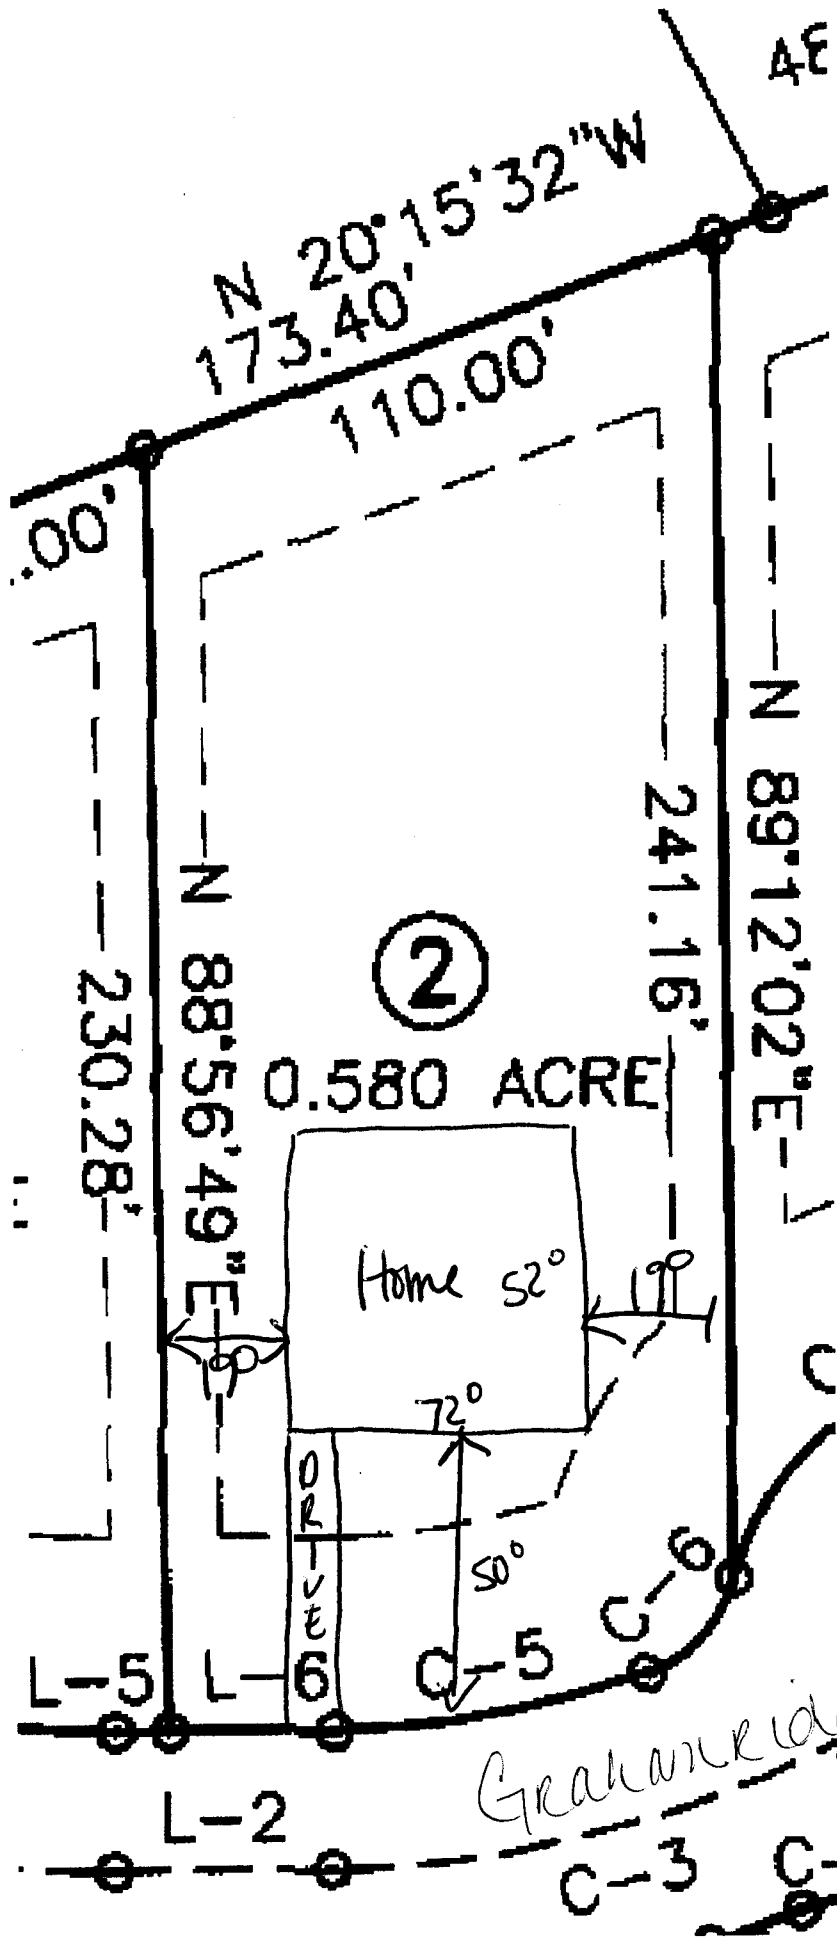 48
N 20°15'32"W
173.40'
110.00'
.00'
N 89°12'02"E
241.16'
N 88°56'49"E
230.28'
2
0.580 ACRE
Home 52°
19°
72°
DRIVE
50°
C-6
L-5
L-6
C-5
L-2
C-3
C-
C